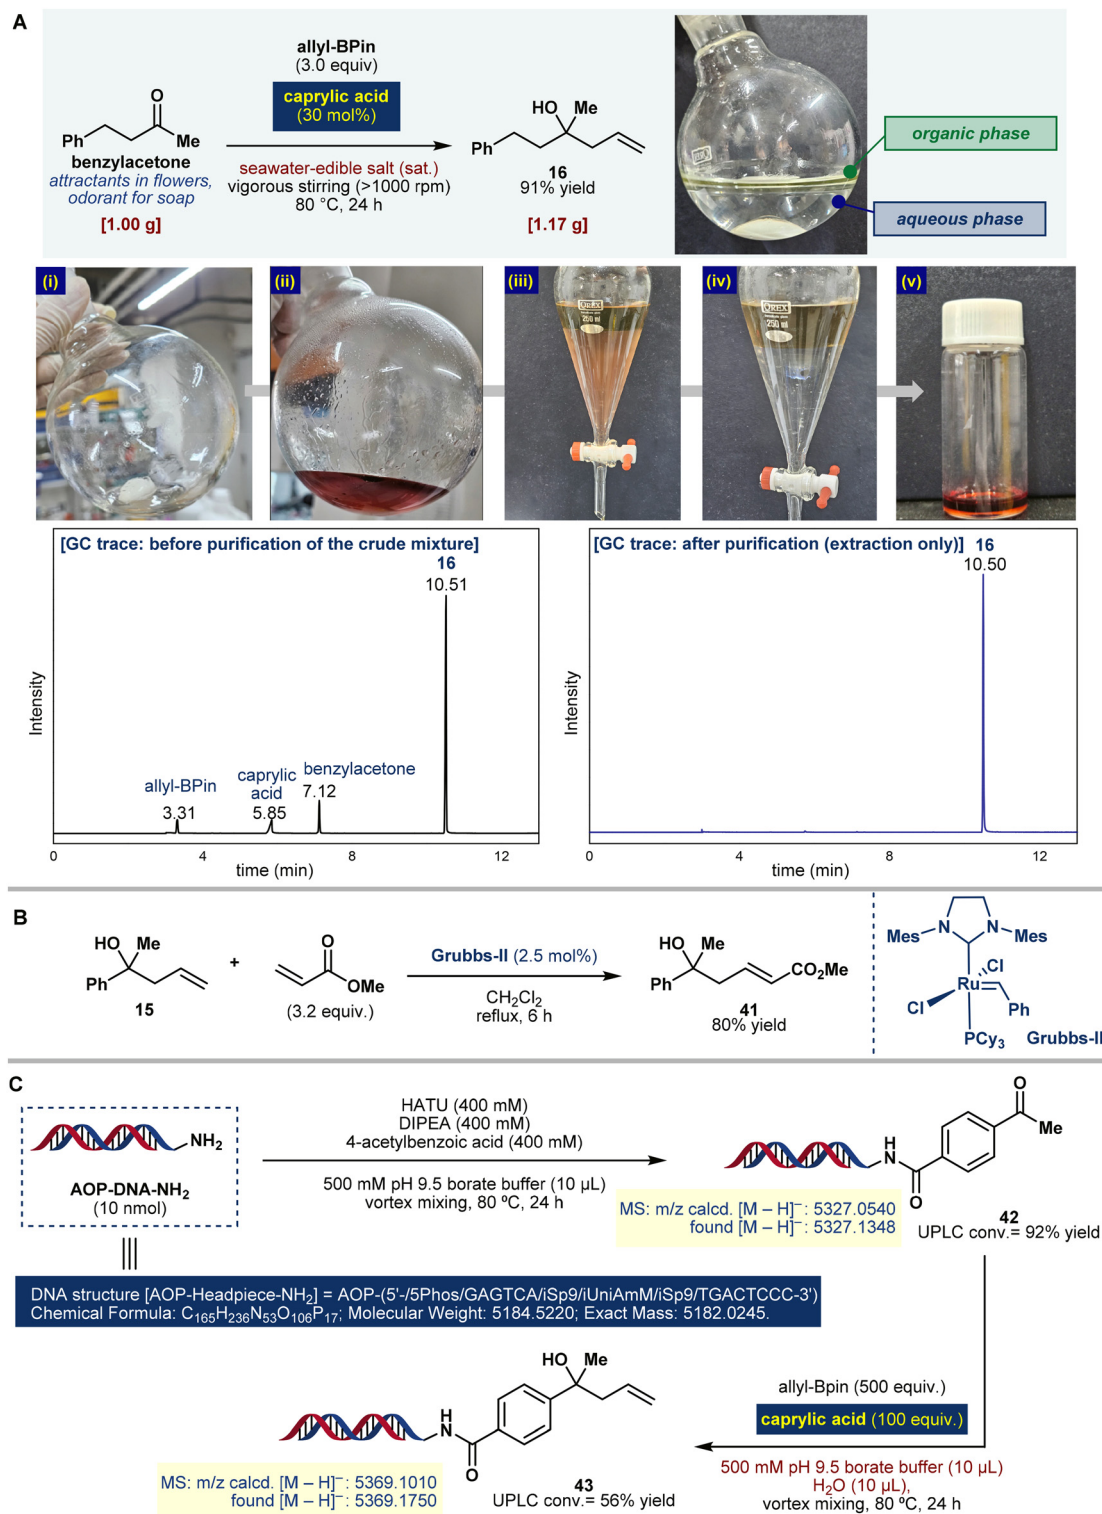 A
allyl-BPin
(3.0 equiv)
caprylic acid
(30 mol%)
O
Ph
Me
benzylacetone
attractants in flowers,
odorant for soap
[1.00 g]
seawater-edible salt (sat.)
vigorous stirring (>1000 rpm)
80 °C, 24 h
HO Me
Ph
16
91% yield
[1.17 g]
organic phase
aqueous phase
(i)
(ii)
(iii)
(iv)
(v)
250 ml
250 ml
[GC trace: before purification of the crude mixture]
16
10.51
allyl-BPin
3.31
caprylic
acid
5.85
benzylacetone
7.12
Intensity
0 4 8 12
time (min)
[GC trace: after purification (extraction only)] 16
10.50
Intensity
0 4 8 12
time (min)
B
HO Me
Ph
15
+
O
OMe
(3.2 equiv.)
Grubbs-II (2.5 mol%)
CH2Cl2
reflux, 6 h
HO Me
Ph
CO2Me
41
80% yield
N N
Mes Mes
Cl
Ru
Cl
Ph
PCy3
Grubbs-II
C
NH2
AOP-DNA-NH2
(10 nmol)
HATU (400 mM)
DIPEA (400 mM)
4-acetylbenzoic acid (400 mM)
500 mM pH 9.5 borate buffer (10 µL)
vortex mixing, 80 ºC, 24 h
O
Me
H
N
O
MS: m/z calcd. [M – H]–: 5327.0540
found [M – H]–: 5327.1348
42
UPLC conv.= 92% yield
DNA structure [AOP-Headpiece-NH2] = AOP-(5'-/5Phos/GAGTCA/iSp9/iUniAmM/iSp9/TGACTCCC-3')
Chemical Formula: C165H236N53O106P17; Molecular Weight: 5184.5220; Exact Mass: 5182.0245.
allyl-Bpin (500 equiv.)
caprylic acid (100 equiv.)
500 mM pH 9.5 borate buffer (10 µL)
H2O (10 µL),
vortex mixing, 80 ºC, 24 h
HO Me
H
N
O
MS: m/z calcd. [M – H]–: 5369.1010
found [M – H]–: 5369.1750
43
UPLC conv.= 56% yield